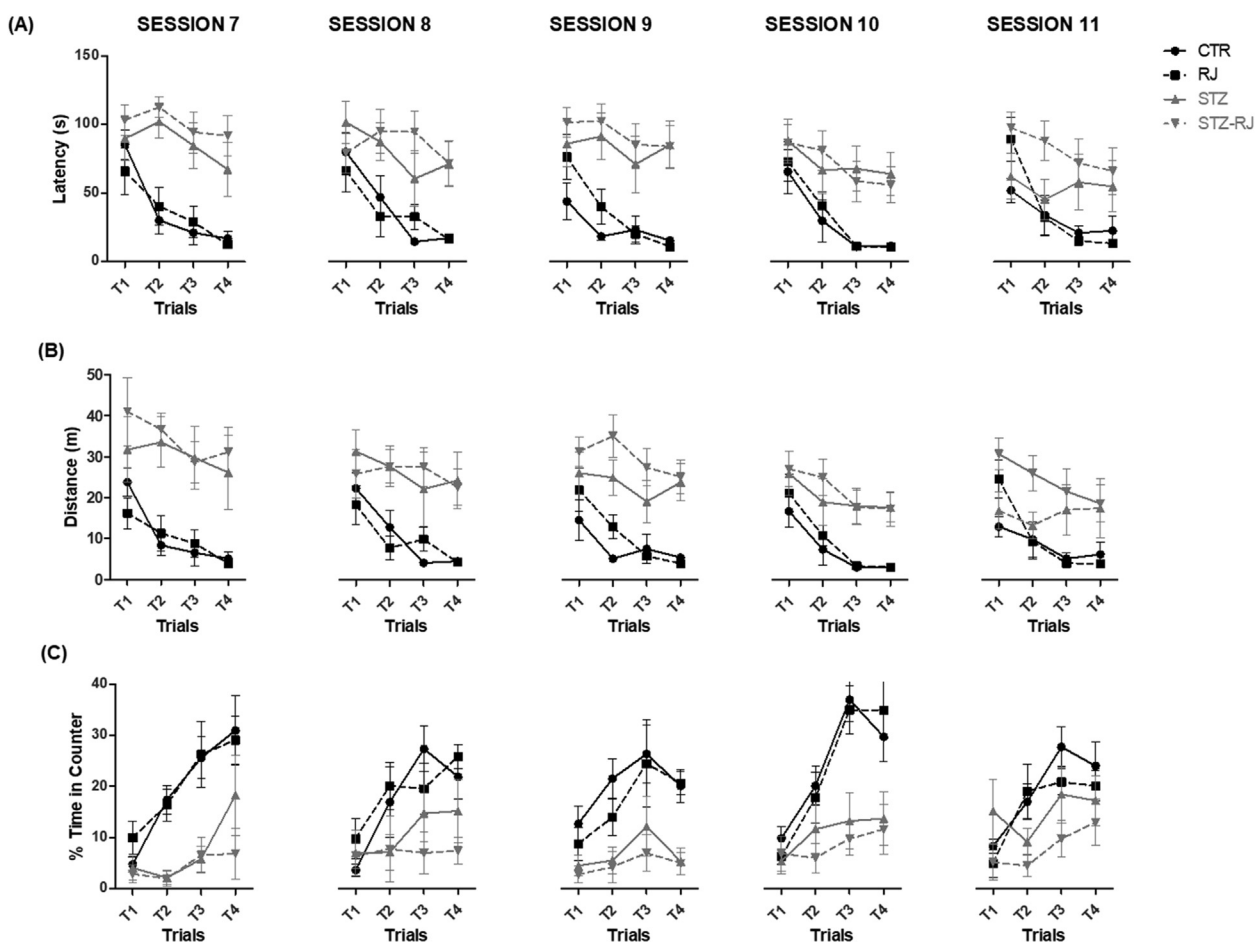 (A)
SESSION 7 SESSION 8 SESSION 9 SESSION 10 SESSION 11
CTR
RJ
STZ
STZ-RJ
Latency (s)
150
100
50
0
T1 T2 T3 T4 T1 T2 T3 T4 T1 T2 T3 T4 T1 T2 T3 T4 T1 T2 T3 T4
Trials Trials Trials Trials Trials
(B)
Distance (m)
50
40
30
20
10
0
T1 T2 T3 T4 T1 T2 T3 T4 T1 T2 T3 T4 T1 T2 T3 T4 T1 T2 T3 T4
Trials Trials Trials Trials Trials
(C)
% Time in Counter
40
30
20
10
0
T1 T2 T3 T4 T1 T2 T3 T4 T1 T2 T3 T4 T1 T2 T3 T4 T1 T2 T3 T4
Trials Trials Trials Trials Trials